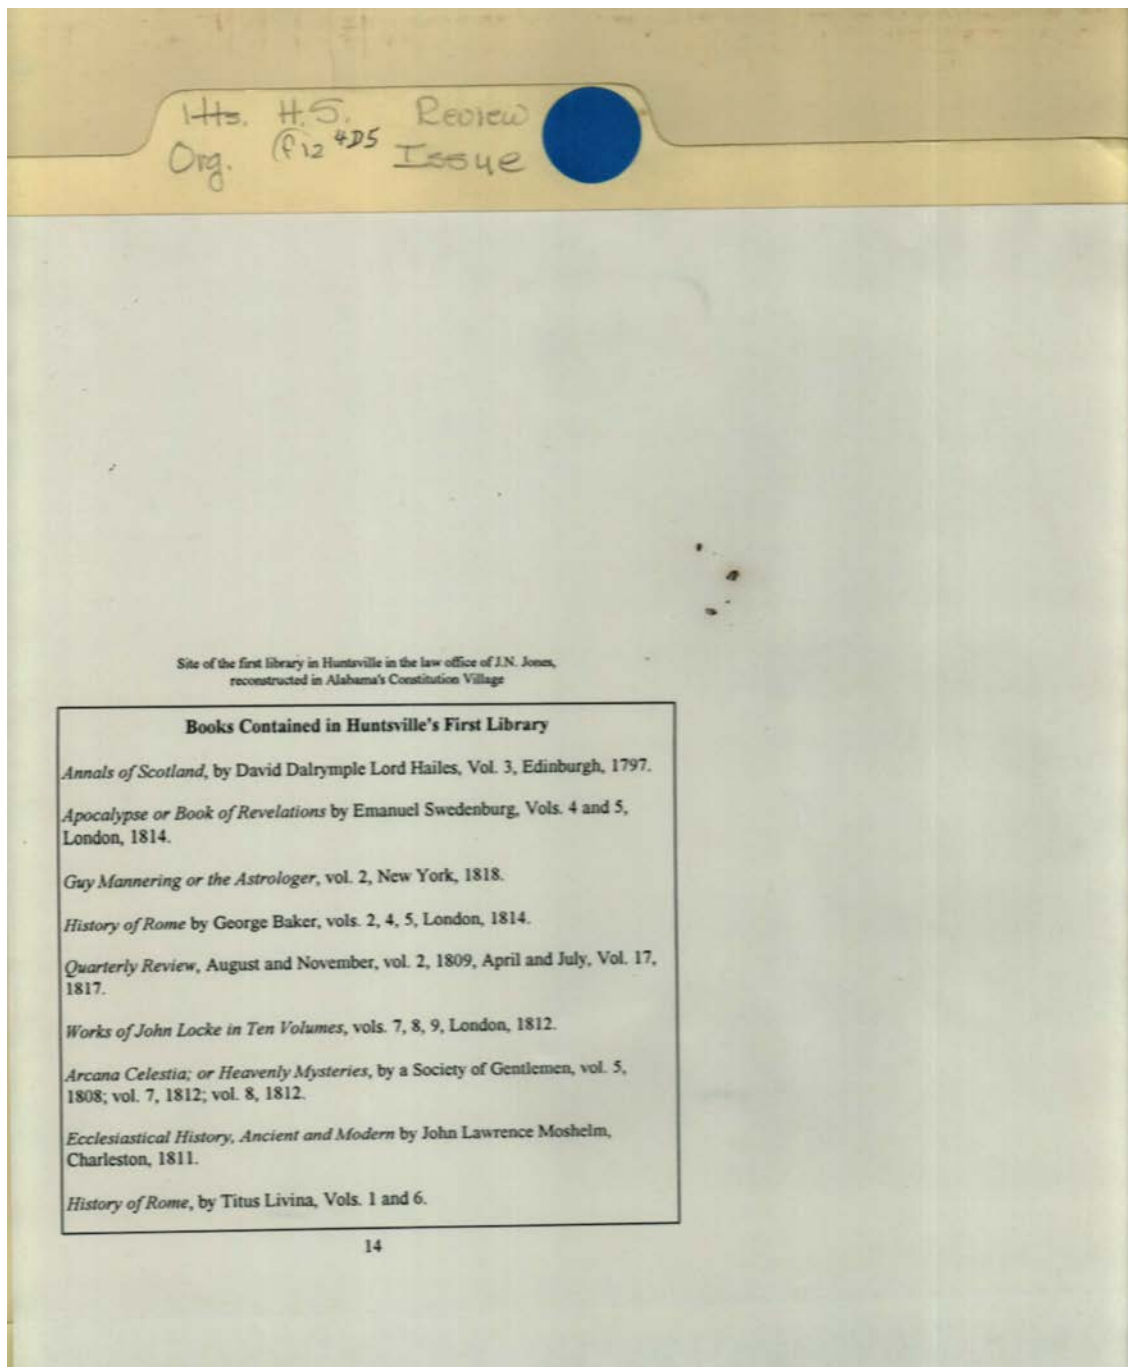 Hts. H.S. Review
Org. f12 4D5 Issue
Site of the first library in Huntsville in the law office of J.N. Jones,
reconstructed in Alabama's Constitution Village
Books Contained in Huntsville's First Library
Annals of Scotland, by David Dalrymple Lord Hailes, Vol. 3, Edinburgh, 1797.
Apocalypse or Book of Revelations by Emanuel Swedenburg, Vols. 4 and 5,
London, 1814.
Guy Mannering or the Astrologer, vol. 2, New York, 1818.
History of Rome by George Baker, vols. 2, 4, 5, London, 1814.
Quarterly Review, August and November, vol. 2, 1809, April and July, Vol. 17,
1817.
Works of John Locke in Ten Volumes, vols. 7, 8, 9, London, 1812.
Arcana Celestia; or Heavenly Mysteries, by a Society of Gentlemen, vol. 5,
1808; vol. 7, 1812; vol. 8, 1812.
Ecclesiastical History, Ancient and Modern by John Lawrence Moshelm,
Charleston, 1811.
History of Rome, by Titus Livina, Vols. 1 and 6.
14